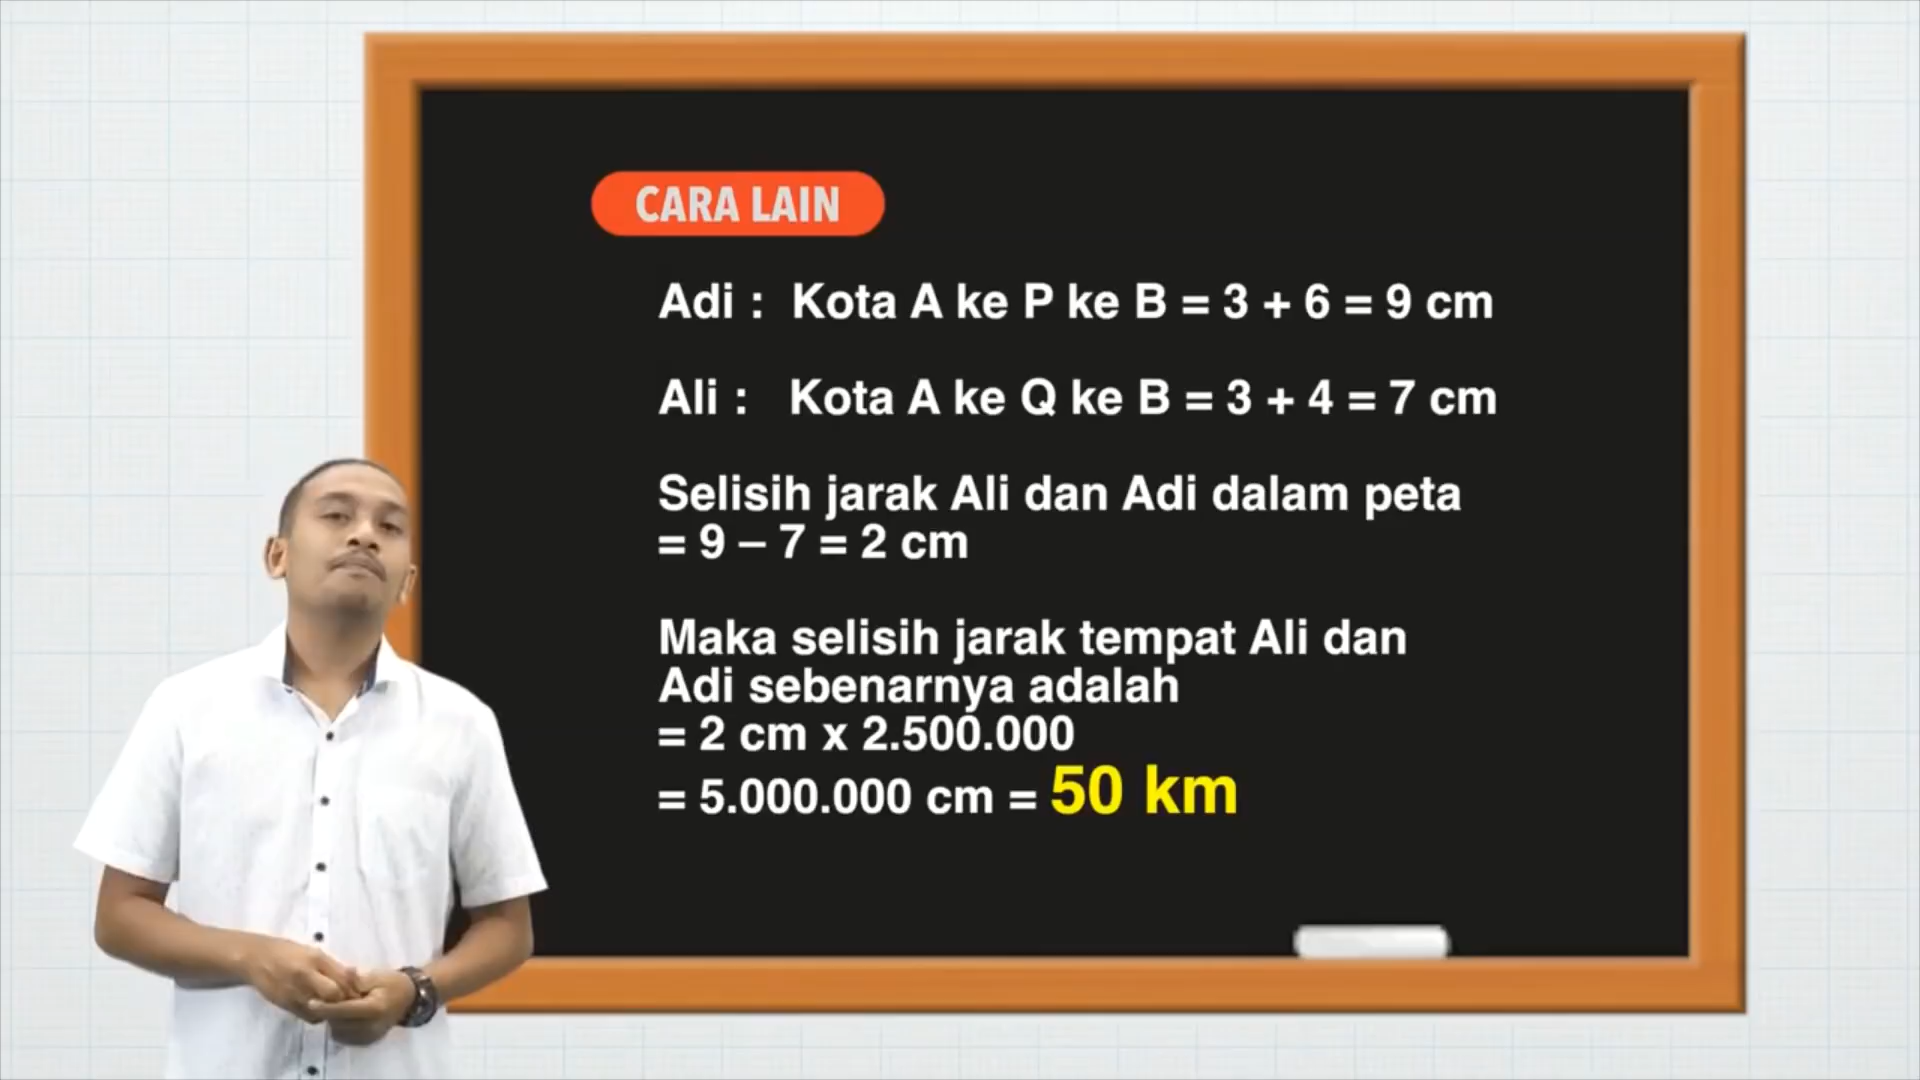 CARA LAIN
Adi : Kota A ke P ke B = 3 + 6 = 9 cm
Ali : Kota A ke Q ke B = 3 + 4 = 7 cm
Selisih jarak Ali dan Adi dalam peta
= 9 – 7 = 2 cm
Maka selisih jarak tempat Ali dan
Adi sebenarnya adalah
= 2 cm x 2.500.000
= 5.000.000 cm = 50 km